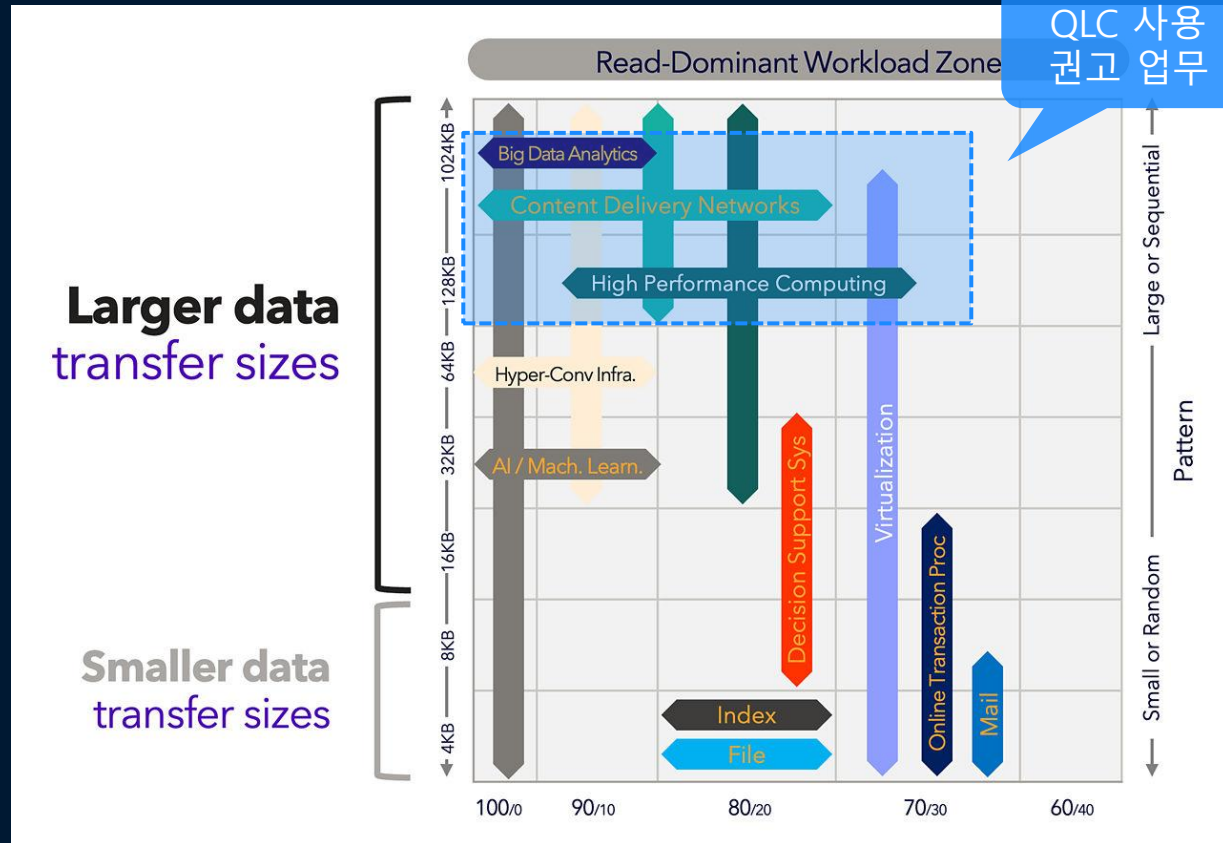 QLC 사용
권고 업무
Read-Dominant Workload Zone
Larger data
transfer sizes
Smaller data
transfer sizes
1024KB
128KB
64KB
32KB
16KB
8KB
4KB
Big Data Analytics
Content Delivery Networks
High Performance Computing
Hyper-Conv Infra.
AI / Mach. Learn.
Decision Support Sys
Virtualization
Online Transaction Proc
Mail
Index
File
Large or Sequential
Small or Random
Pattern
100/0 90/10 80/20 70/30 60/40